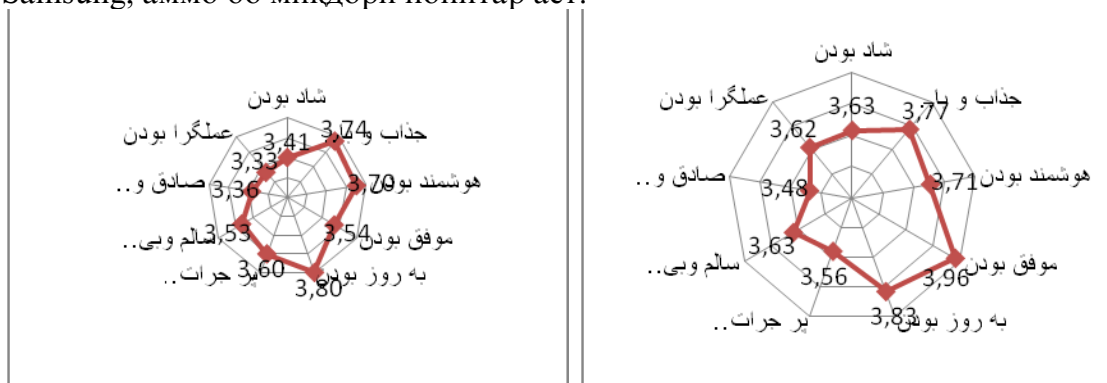 Samsung, аммо бо миқдори поинтар аст.
شاد بودن
جذاب و با..
هوشمند بودن
موفق بودن
به روز بودن
پر جرات..
سالم وبی..
صادق و..
عملگرا بودن
3,41
3,74
3,70
3,54
3,80
3,60
3,53
3,36
3,33
شاد بودن
جذاب و با..
هوشمند بودن
موفق بودن
به روز بودن
پر جرات..
سالم وبی..
صادق و..
عملگرا بودن
3,63
3,77
3,71
3,96
3,83
3,56
3,63
3,48
3,62